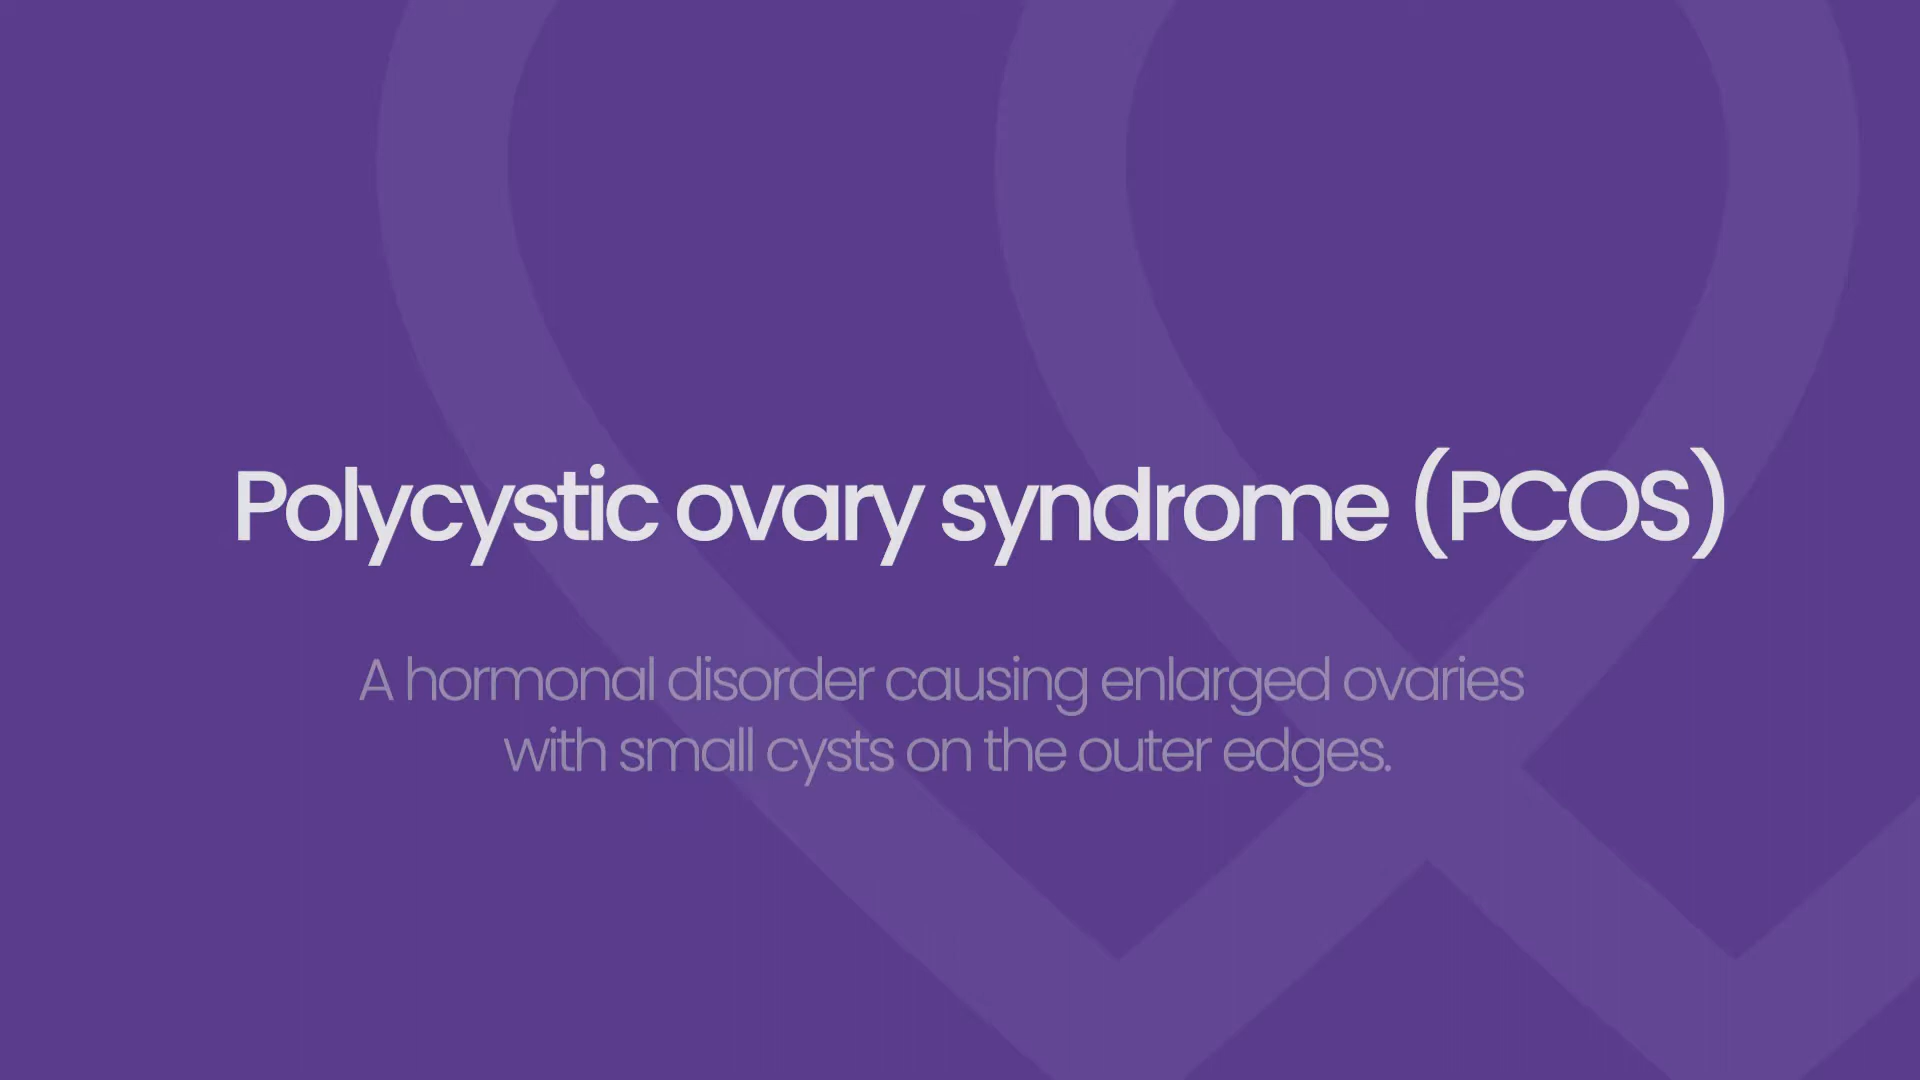 Polycystic ovary syndrome (PCOS)
A hormonal disorder causing enlarged ovaries
with small cysts on the outer edges.